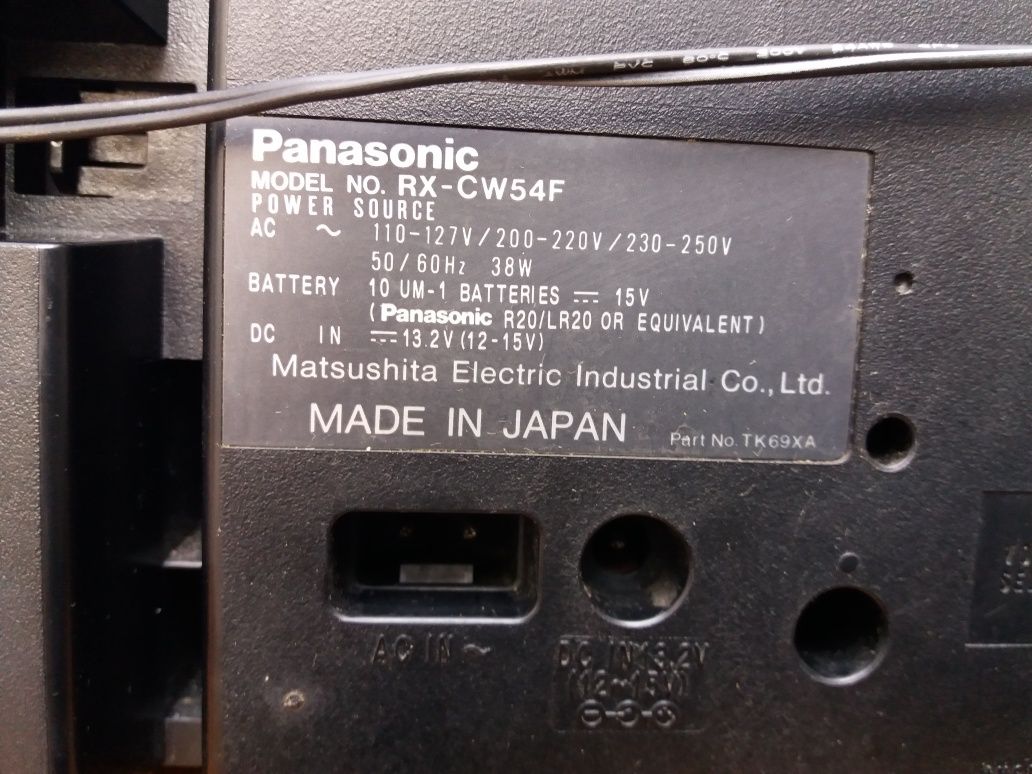 Panasonic
MODEL NO. RX-CW54F
POWER SOURCE
AC ~ 110-127V/200-220V/230-250V
50/60Hz 38W
BATTERY 10 UM-1 BATTERIES ⎓ 15V
(Panasonic R20/LR20 OR EQUIVALENT)
DC IN ⎓ 13.2V (12-15V)
Matsushita Electric Industrial Co., Ltd.
MADE IN JAPAN Part No. TK69XA
AC IN ~
DC IN 13.2V
(12~15V)